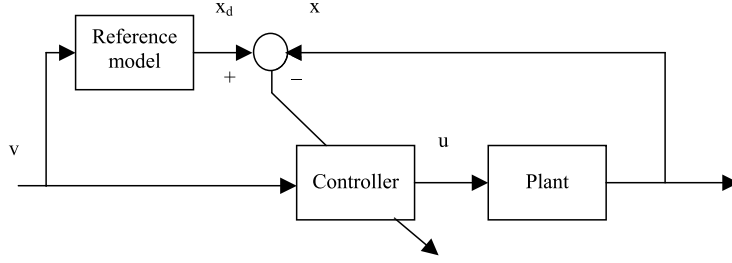 x_d
x
Reference
model
+
−
v
u
Controller
Plant